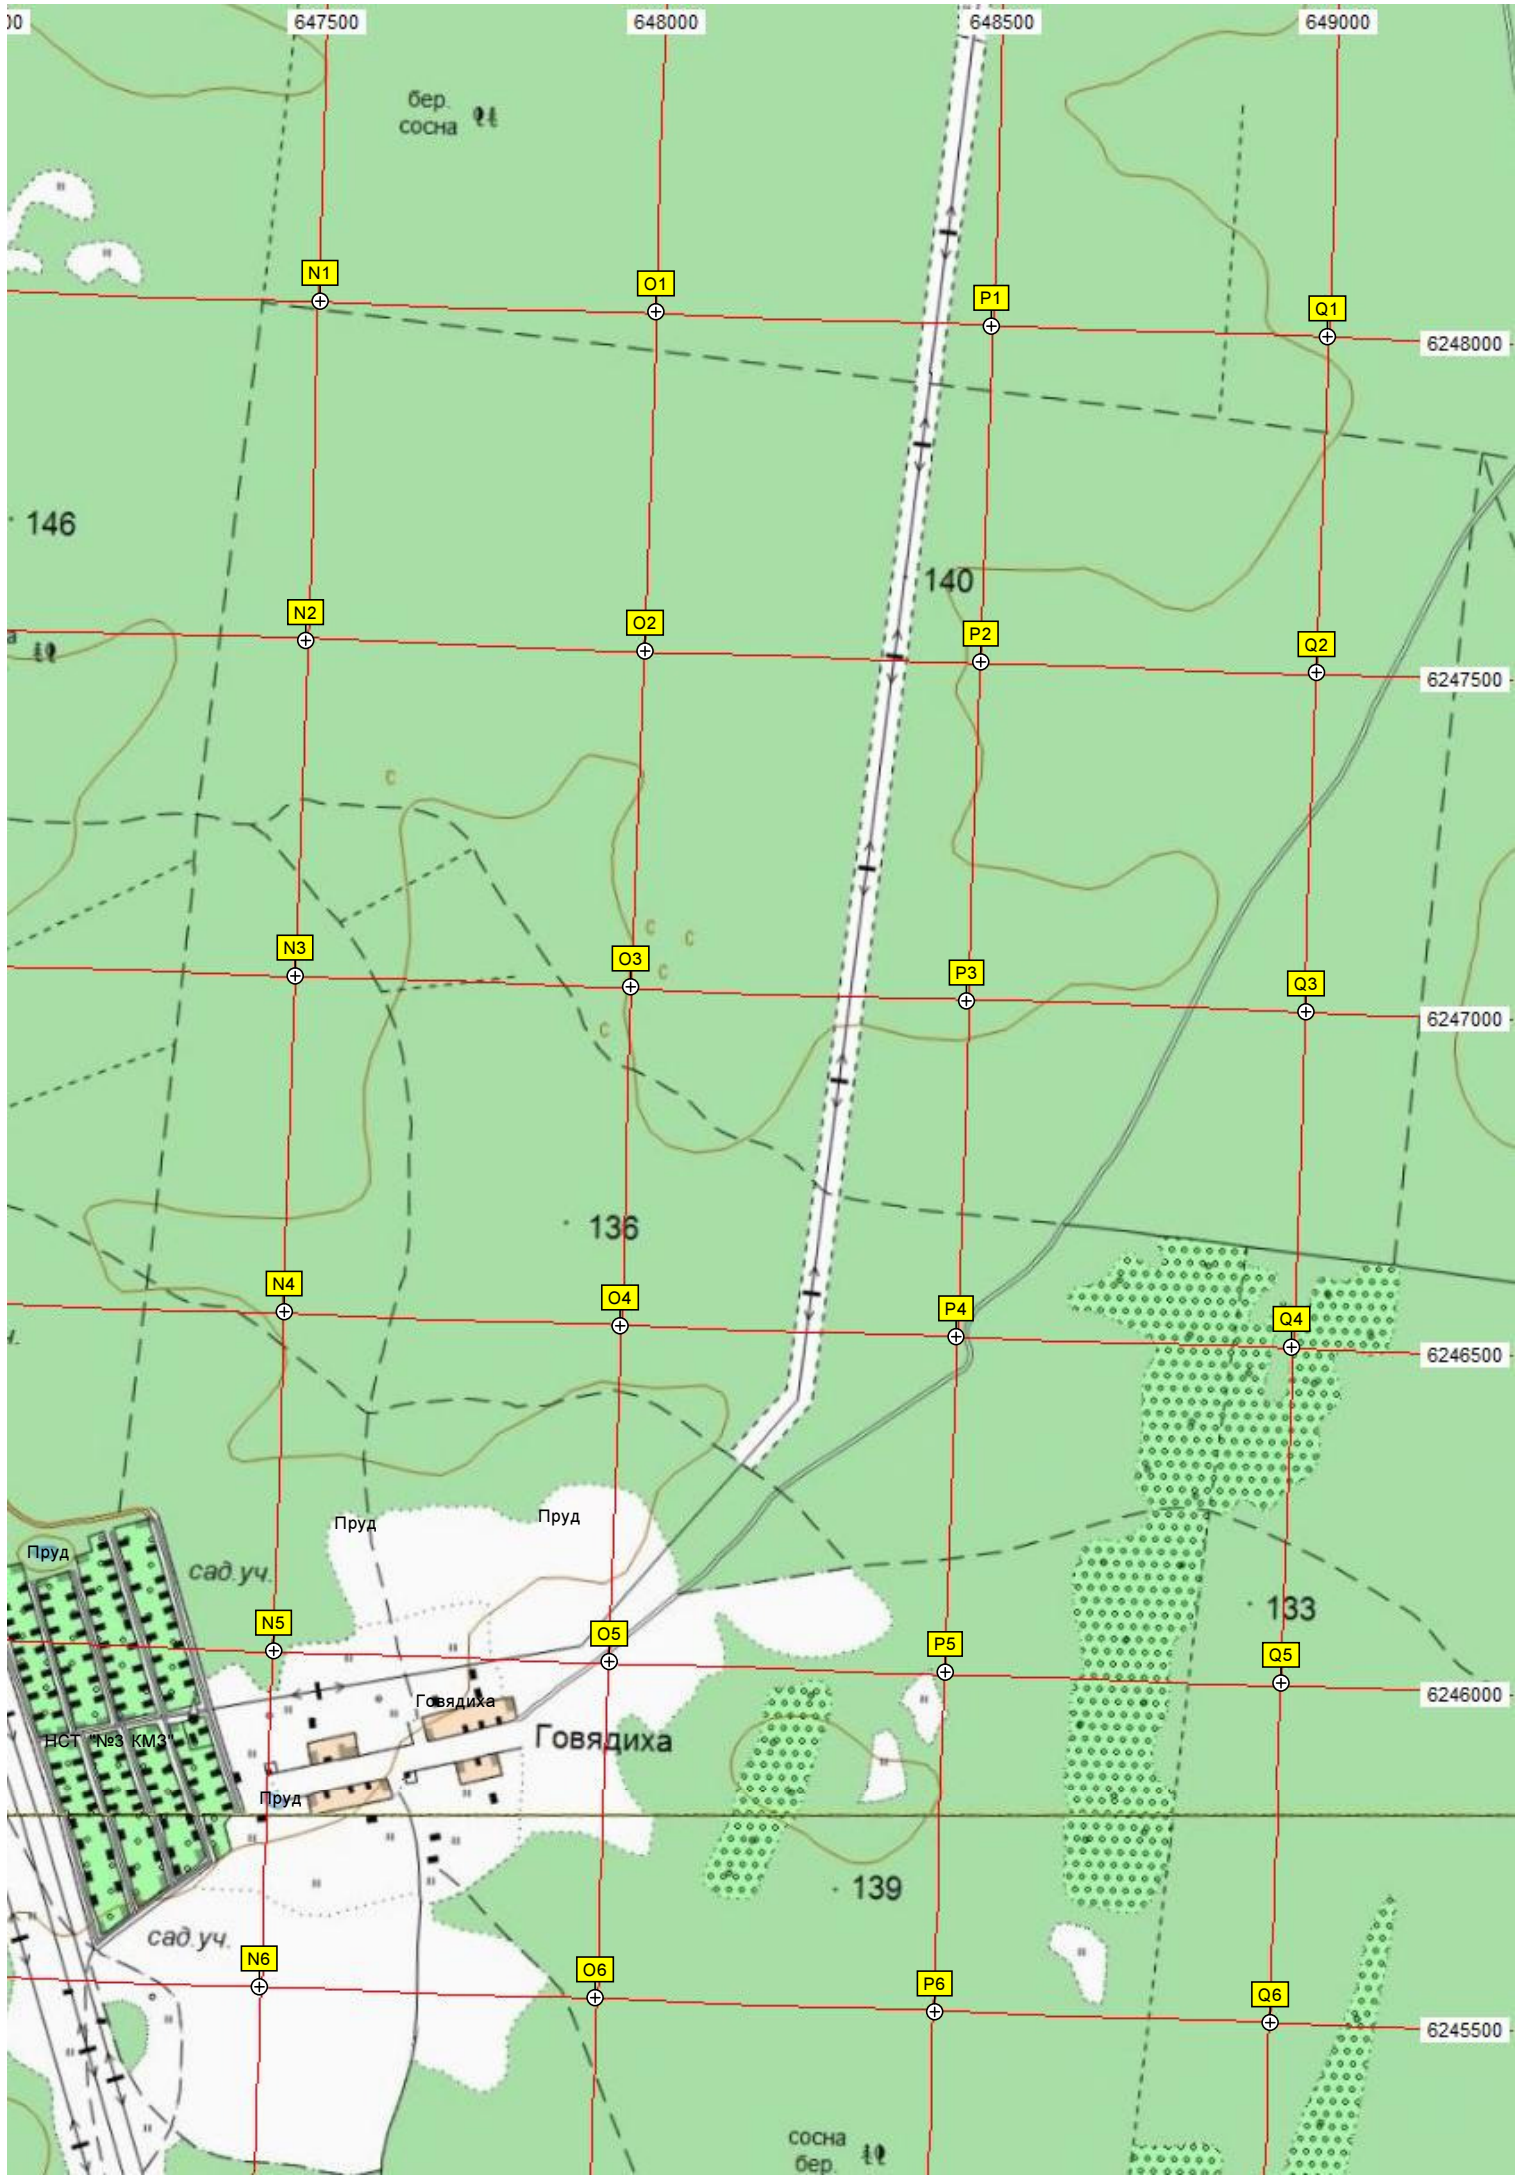 00
647500
648000
648500
649000
бер.
сосна
N1
O1
P1
Q1
6248000
146
140
N2
O2
P2
Q2
а
6247500
с
с
с
N3
O3
с
P3
Q3
6247000
с
136
N4
O4
P4
Q4
6246500
Пруд
Пруд
Пруд
сад.уч.
133
N5
O5
P5
Q5
6246000
Говядиха
НСТ "№3 КМЗ"
Говядиха
Пруд
139
сад.уч.
N6
O6
P6
Q6
6245500
сосна
бер.